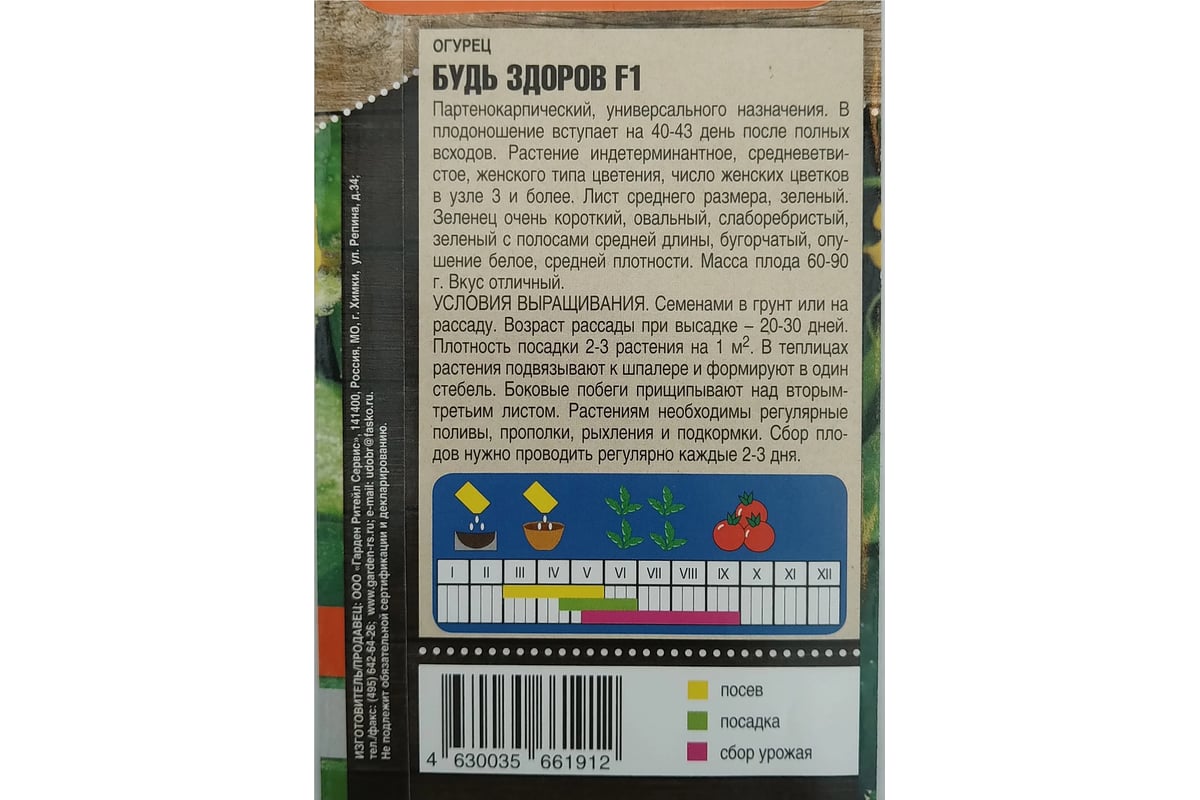 ОГУРЕЦ
БУДЬ ЗДОРОВ F1
Партенокарпический, универсального назначения. В
плодоношение вступает на 40-43 день после полных
всходов. Растение индетерминантное, средневетви-
стое, женского типа цветения, число женских цветков
в узле 3 и более. Лист среднего размера, зеленый.
Зеленец очень короткий, овальный, слаборебристый,
зеленый с полосами средней длины, бугорчатый, опу-
шение белое, средней плотности. Масса плода 60-90
г. Вкус отличный.
УСЛОВИЯ ВЫРАЩИВАНИЯ. Семенами в грунт или на
рассаду. Возраст рассады при высадке – 20-30 дней.
Плотность посадки 2-3 растения на 1 м². В теплицах
растения подвязывают к шпалере и формируют в один
стебель. Боковые побеги прищипывают над вторым-
третьим листом. Растениям необходимы регулярные
поливы, прополки, рыхления и подкормки. Сбор пло-
дов нужно проводить регулярно каждые 2-3 дня.
I II III IV V VI VII VIII IX X XI XII
посев
посадка
сбор урожая
4 630035 661912
ИЗГОТОВИТЕЛЬ/ПРОДАВЕЦ: ООО «Гарден Ритейл Сервис», 141400, Россия, МО, г. Химки, ул. Репина, д.34;
тел./факс: (495) 642-64-26; www.garden-rs.ru; e-mail: udobr@fasko.ru.
Не подлежит обязательной сертификации и декларированию.